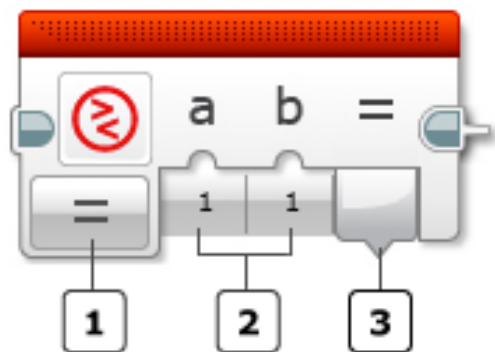 a b =
= 1 1
1 2 3